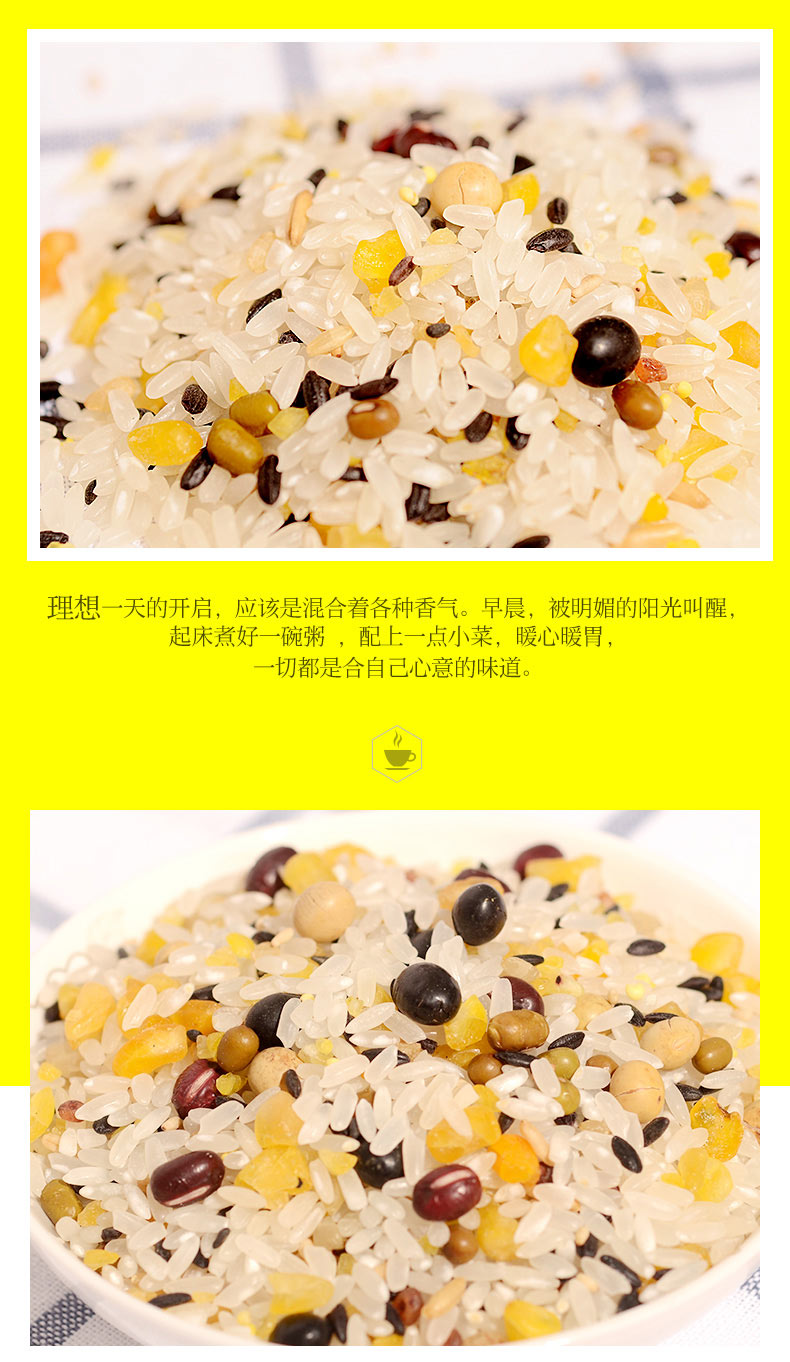 理想一天的开启，应该是混合着各种香气。早晨，被明媚的阳光叫醒，
起床煮好一碗粥 ，配上一点小菜，暖心暖胃，
一切都是合自己心意的味道。